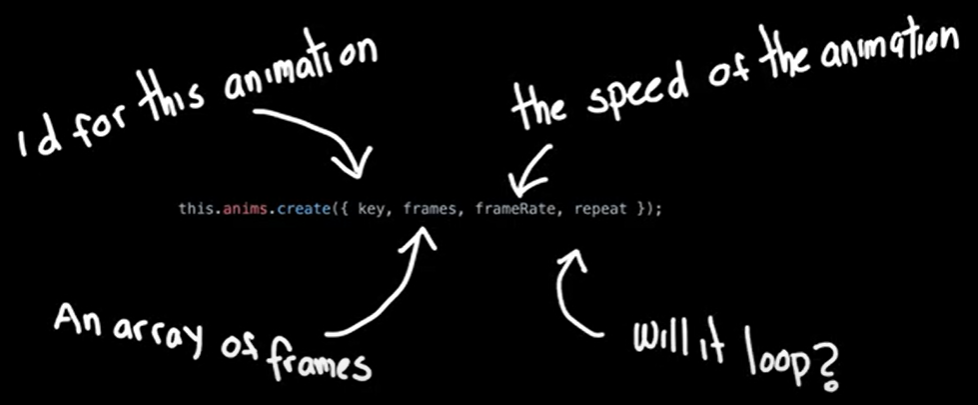 Id for this animation
the speed of the animation
this.anims.create({ key, frames, frameRate, repeat });
An array of frames
will it loop?